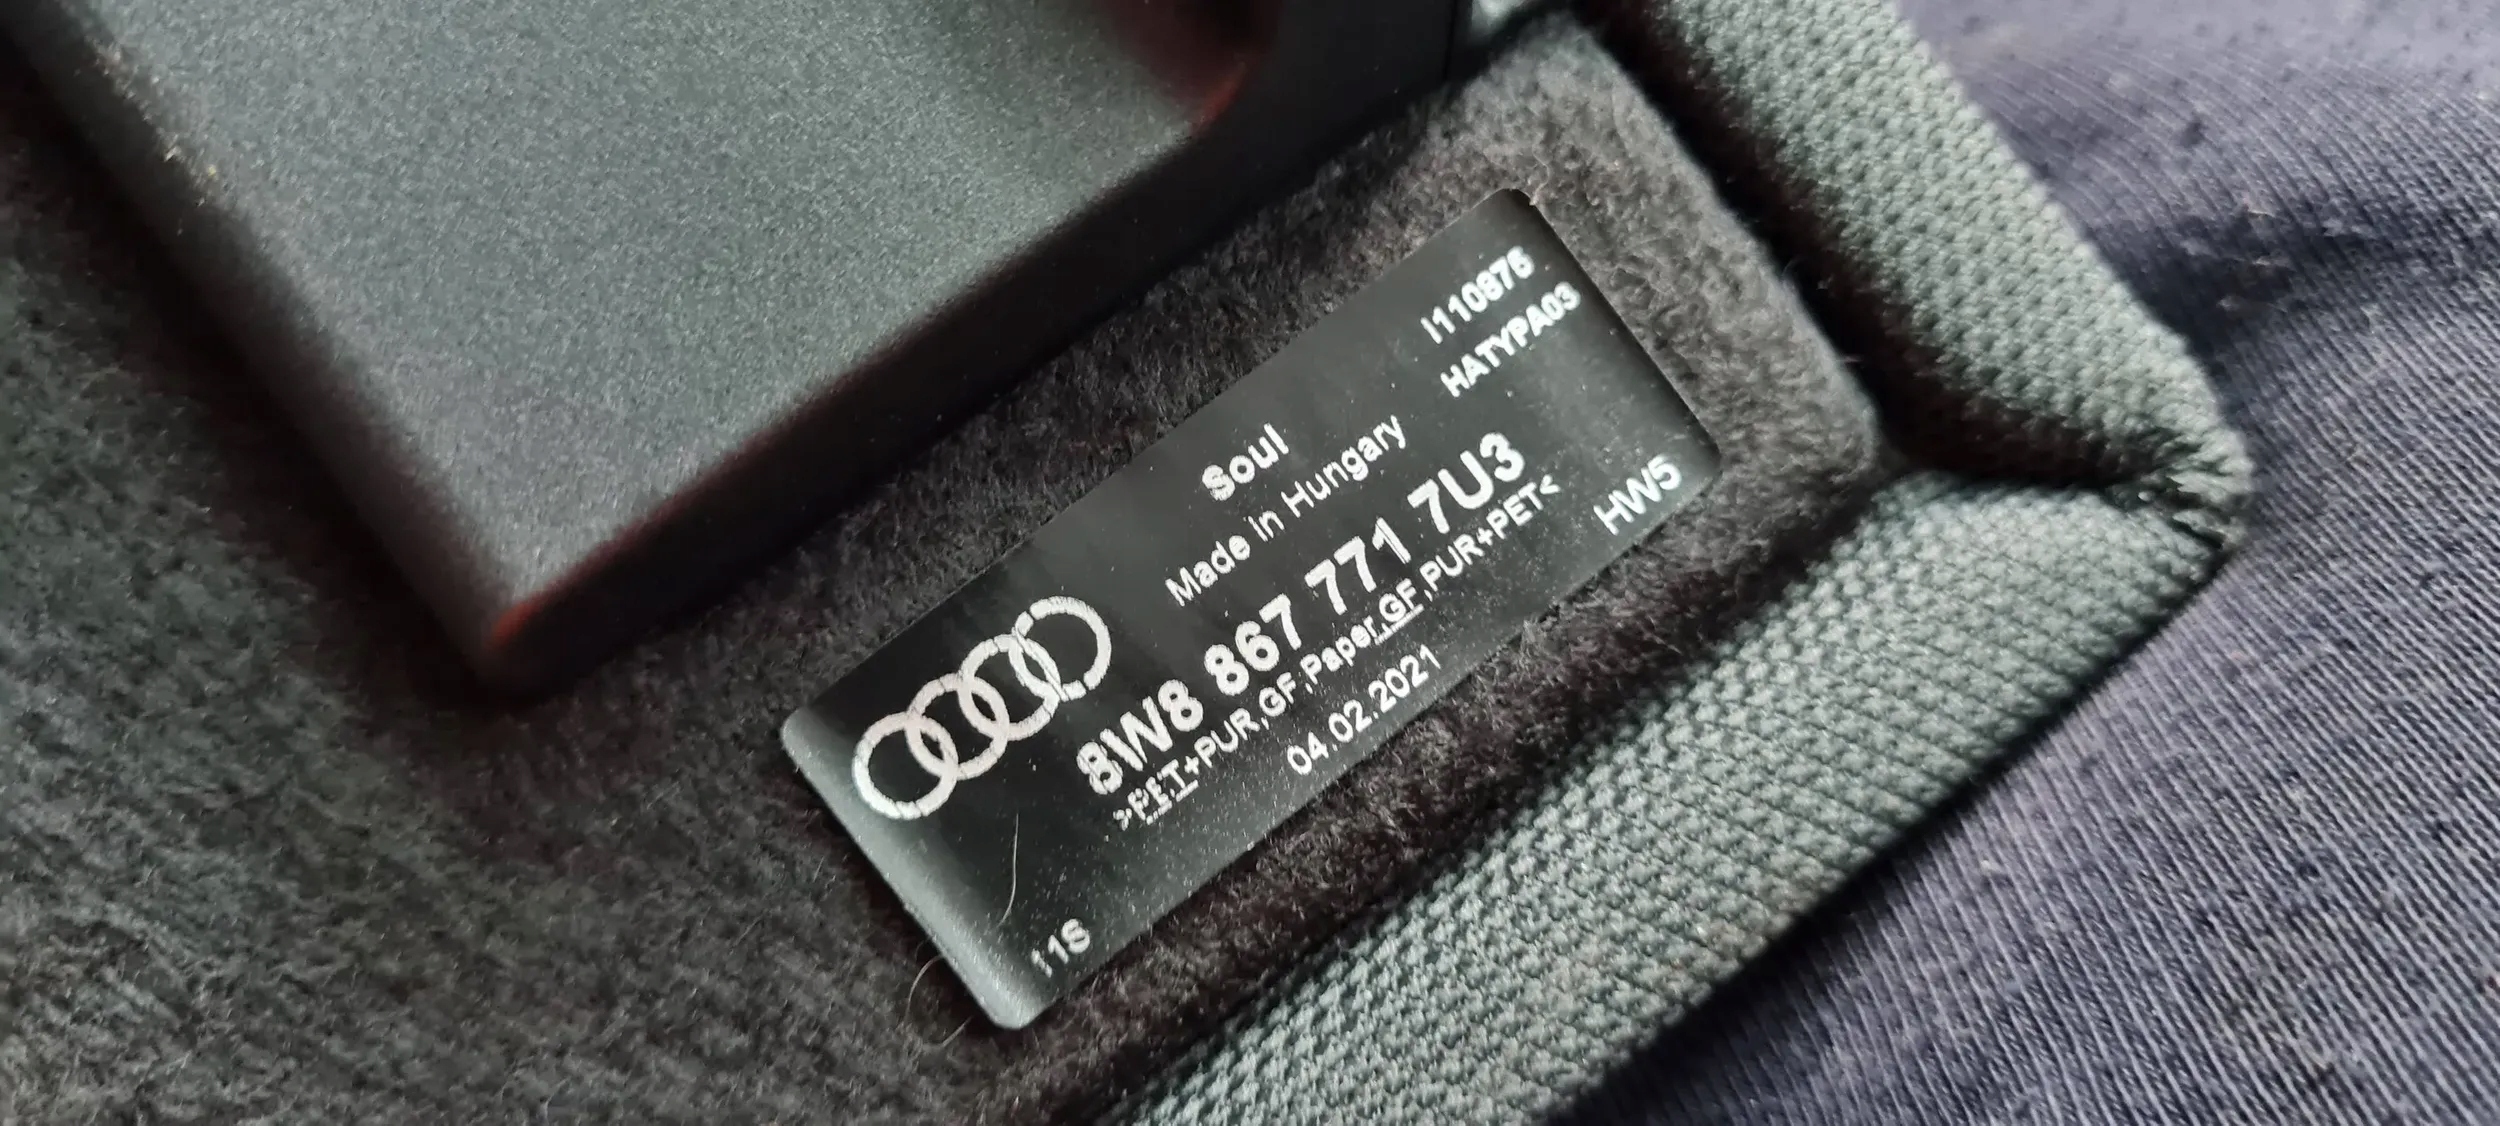 I110876
HATYPA03
Soul
Made in Hungary
8W8 867 771 7U3
>PET+PUR,GF,Paper,GF,PUR+PET<
HW5
04.02.2021
11S